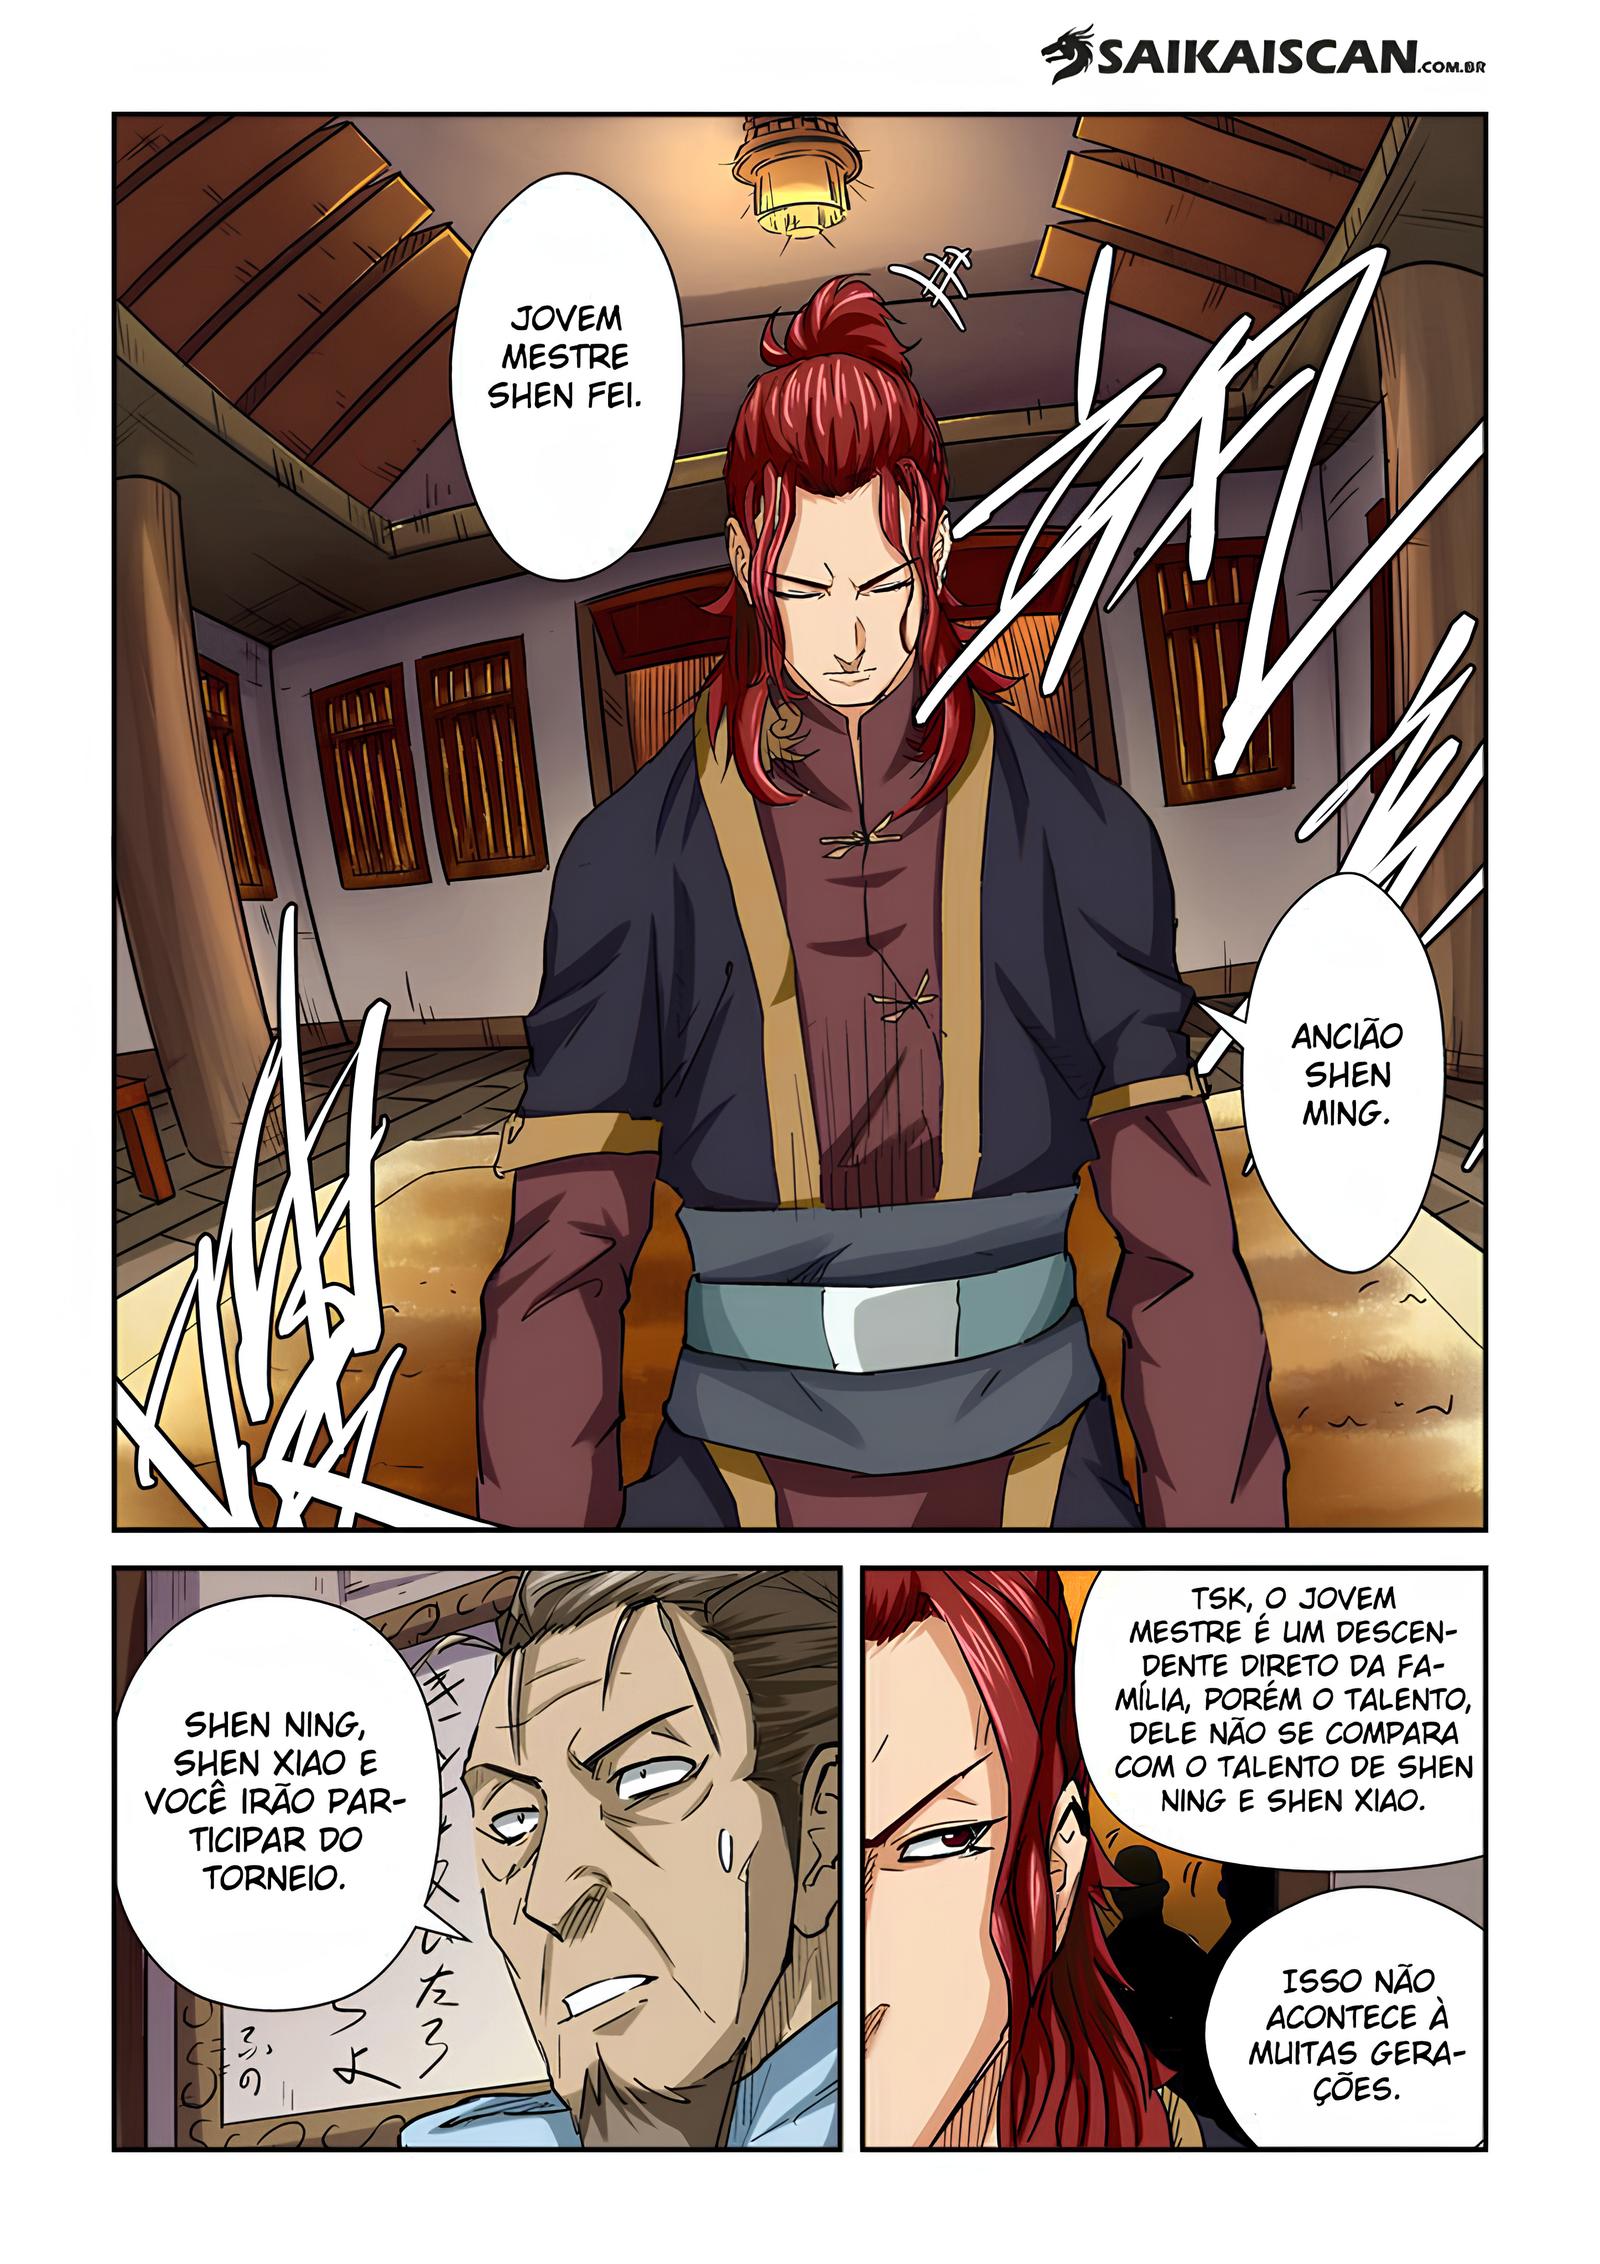 SAIKAISCAN.COM.BR
JOVEM
MESTRE
SHEN FEI.
ANCIÃO
SHEN
MING.
SHEN NING,
SHEN XIAO E
VOCÊ IRÃO PAR-
TICIPAR DO
TORNEIO.
TSK, O JOVEM
MESTRE É UM DESCEN-
DENTE DIRETO DA FA-
MÍLIA, PORÉM O TALENTO,
DELE NÃO SE COMPARA
COM O TALENTO DE SHEN
NING E SHEN XIAO.
ISSO NÃO
ACONTECE À
MUITAS GERA-
ÇÕES.